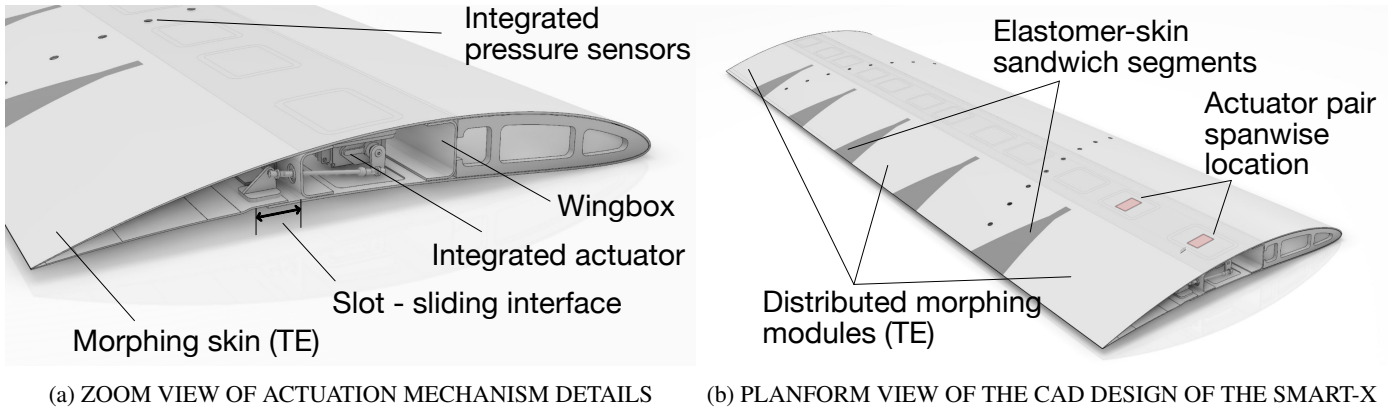 Integrated
pressure sensors
Wingbox
Integrated actuator
Slot - sliding interface
Morphing skin (TE)
(a) ZOOM VIEW OF ACTUATION MECHANISM DETAILS
Elastomer-skin
sandwich segments
Actuator pair
spanwise
location
Distributed morphing
modules (TE)
(b) PLANFORM VIEW OF THE CAD DESIGN OF THE SMART-X